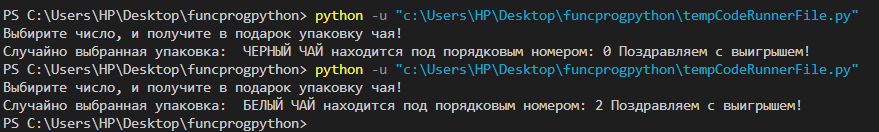 PS C:\Users\HP\Desktop\funcprogpython> python -u "c:\Users\HP\Desktop\funcprogpython\tempCodeRunnerFile.py"
Выбирите число, и получите в подарок упаковку чая!
Случайно выбранная упаковка:  ЧЕРНЫЙ ЧАЙ находится под порядковым номером: 0 Поздравляем с выигрышем!
PS C:\Users\HP\Desktop\funcprogpython> python -u "c:\Users\HP\Desktop\funcprogpython\tempCodeRunnerFile.py"
Выбирите число, и получите в подарок упаковку чая!
Случайно выбранная упаковка:  БЕЛЫЙ ЧАЙ находится под порядковым номером: 2 Поздравляем с выигрышем!
PS C:\Users\HP\Desktop\funcprogpython>